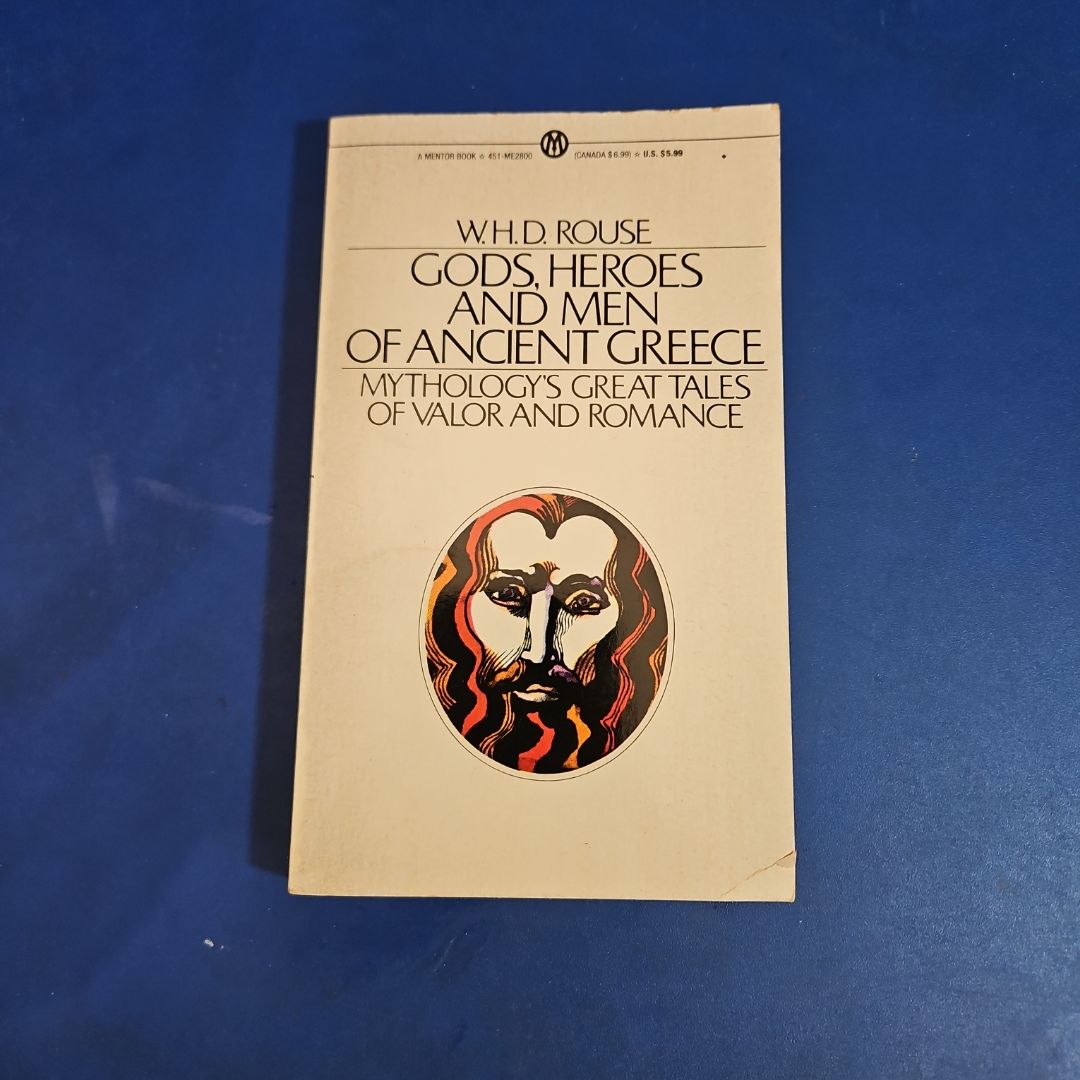 A MENTOR BOOK ☆ 451-ME2800 M (CANADA $6.99) ☆ U.S. $5.99
W.H.D. ROUSE
GODS, HEROES
AND MEN
OF ANCIENT GREECE
MYTHOLOGY'S GREAT TALES
OF VALOR AND ROMANCE